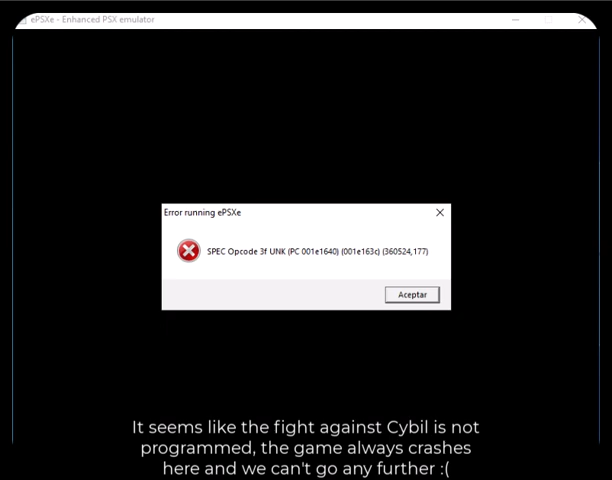 ePSXe - Enhanced PSX emulator
Error running ePSXe
SPEC Opcode 3f UNK (PC 001e1640) (001e163c) (360524,177)
Aceptar
It seems like the fight against Cybil is not
programmed, the game always crashes
here and we can't go any further :(